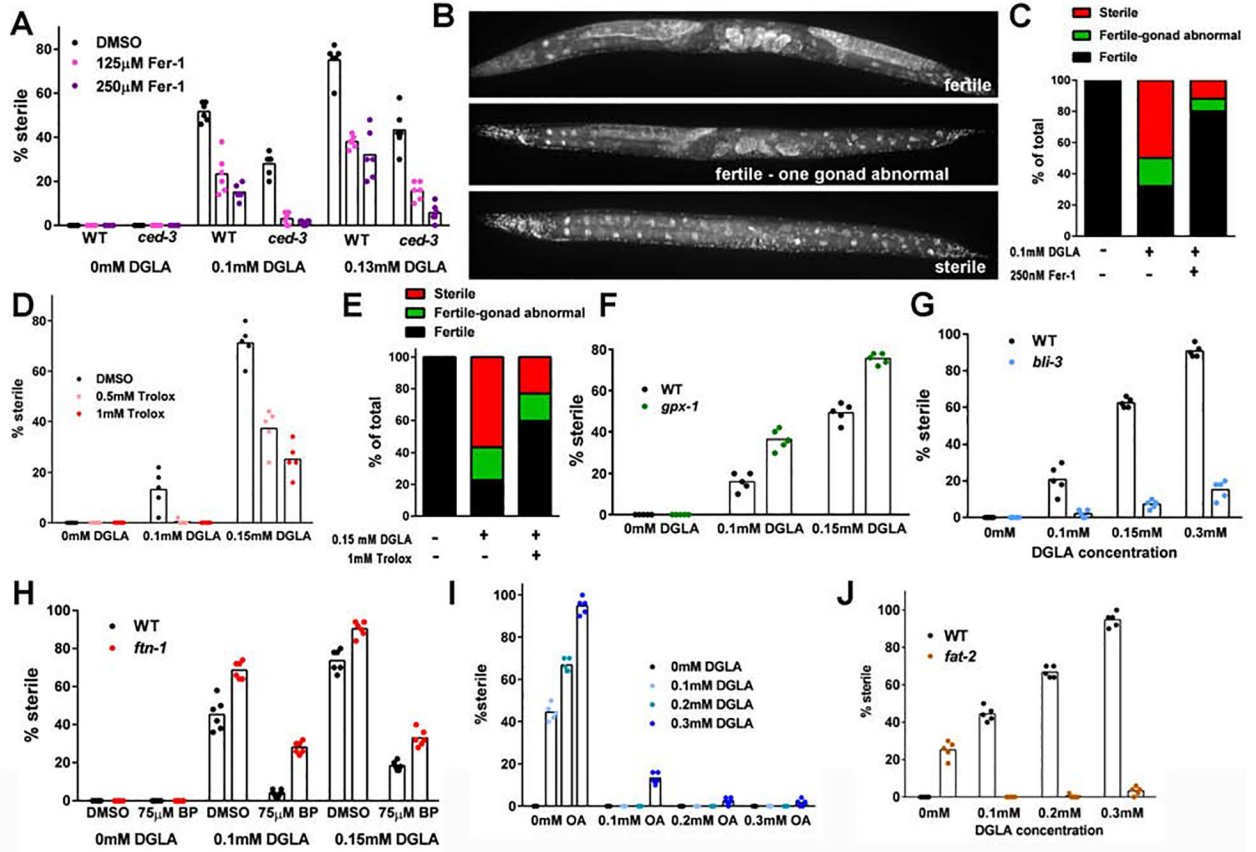 A
% sterile
80
60
40
20
0
DMSO
125μM Fer-1
250μM Fer-1
WT
ced-3
WT
ced-3
WT
ced-3
0mM DGLA
0.1mM DGLA
0.13mM DGLA
B
fertile
fertile - one gonad abnormal
sterile
C
Sterile
Fertile-gonad abnormal
Fertile
% of total
100
80
60
40
20
0
0.1mM DGLA - + +
250nM Fer-1 - - +
D
% sterile
80
60
40
20
0
DMSO
0.5mM Trolox
1mM Trolox
0mM DGLA
0.1mM DGLA
0.15mM DGLA
E
Sterile
Fertile-gonad abnormal
Fertile
% of total
100
80
60
40
20
0
0.15 mM DGLA - + +
1mM Trolox - - +
F
% sterile
80
60
40
20
0
WT
gpx-1
0mM DGLA
0.1mM DGLA
0.15mM DGLA
G
% sterile
100
80
60
40
20
0
WT
bli-3
0mM
0.1mM
0.15mM
0.3mM
DGLA concentration
H
% sterile
100
80
60
40
20
0
WT
ftn-1
DMSO
75μM BP
DMSO
75μM BP
DMSO
75μM BP
0mM DGLA
0.1mM DGLA
0.15mM DGLA
I
%sterile
100
80
60
40
20
0
0mM DGLA
0.1mM DGLA
0.2mM DGLA
0.3mM DGLA
0mM OA
0.1mM OA
0.2mM OA
0.3mM OA
J
% sterile
100
80
60
40
20
0
WT
fat-2
0mM
0.1mM
0.2mM
0.3mM
DGLA concentration